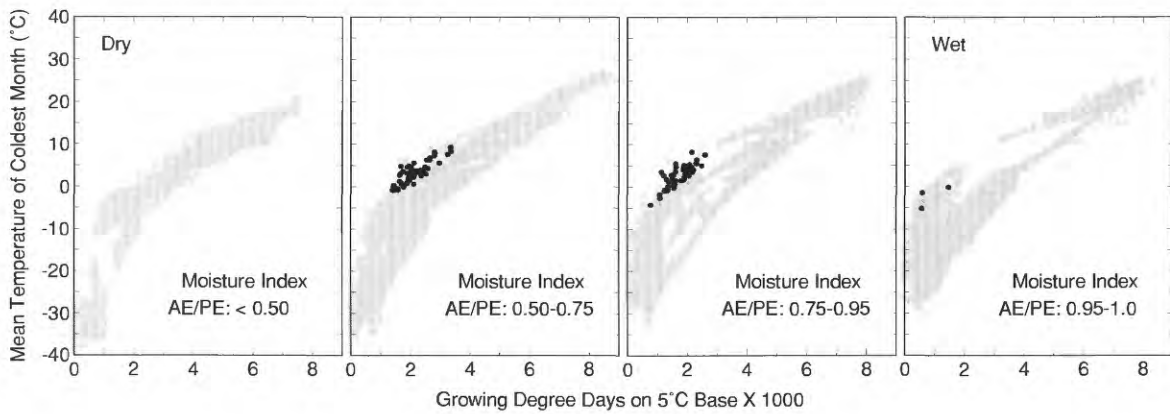 Mean Temperature of Coldest Month (°C)
40
30
20
10
0
-10
-20
-30
-40
Dry
Moisture Index
AE/PE: < 0.50
0 2 4 6 8
Moisture Index
AE/PE: 0.50-0.75
0 2 4 6 8
Moisture Index
AE/PE: 0.75-0.95
0 2 4 6 8
Wet
Moisture Index
AE/PE: 0.95-1.0
0 2 4 6 8
Growing Degree Days on 5°C Base X 1000